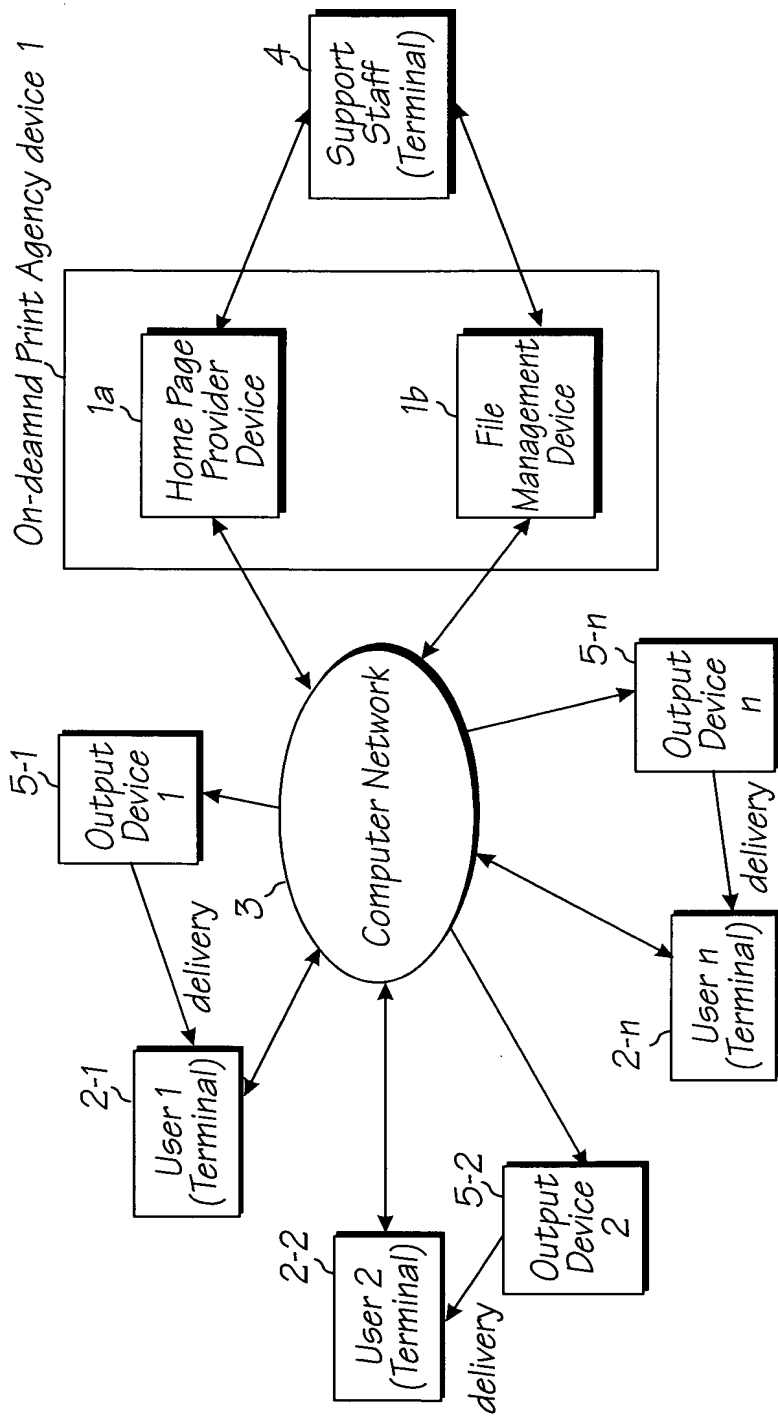 On-deamnd Print Agency device 1
4
Support
Staff
(Terminal)
1a
Home Page
Provider
Device
1b
File
Management
Device
3
Computer Network
5-1
Output
Device
1
delivery
2-1
User 1
(Terminal)
2-2
User 2
(Terminal)
delivery
5-2
Output
Device
2
2-n
User n
(Terminal)
delivery
5-n
Output
Device
n